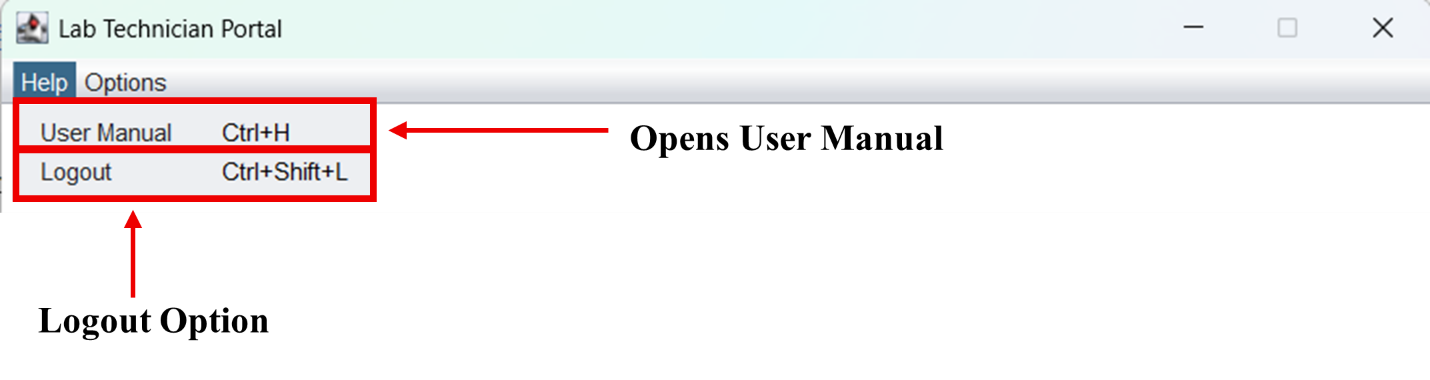 Lab Technician Portal
Help Options
User Manual Ctrl+H
Opens User Manual
Logout Ctrl+Shift+L
Logout Option